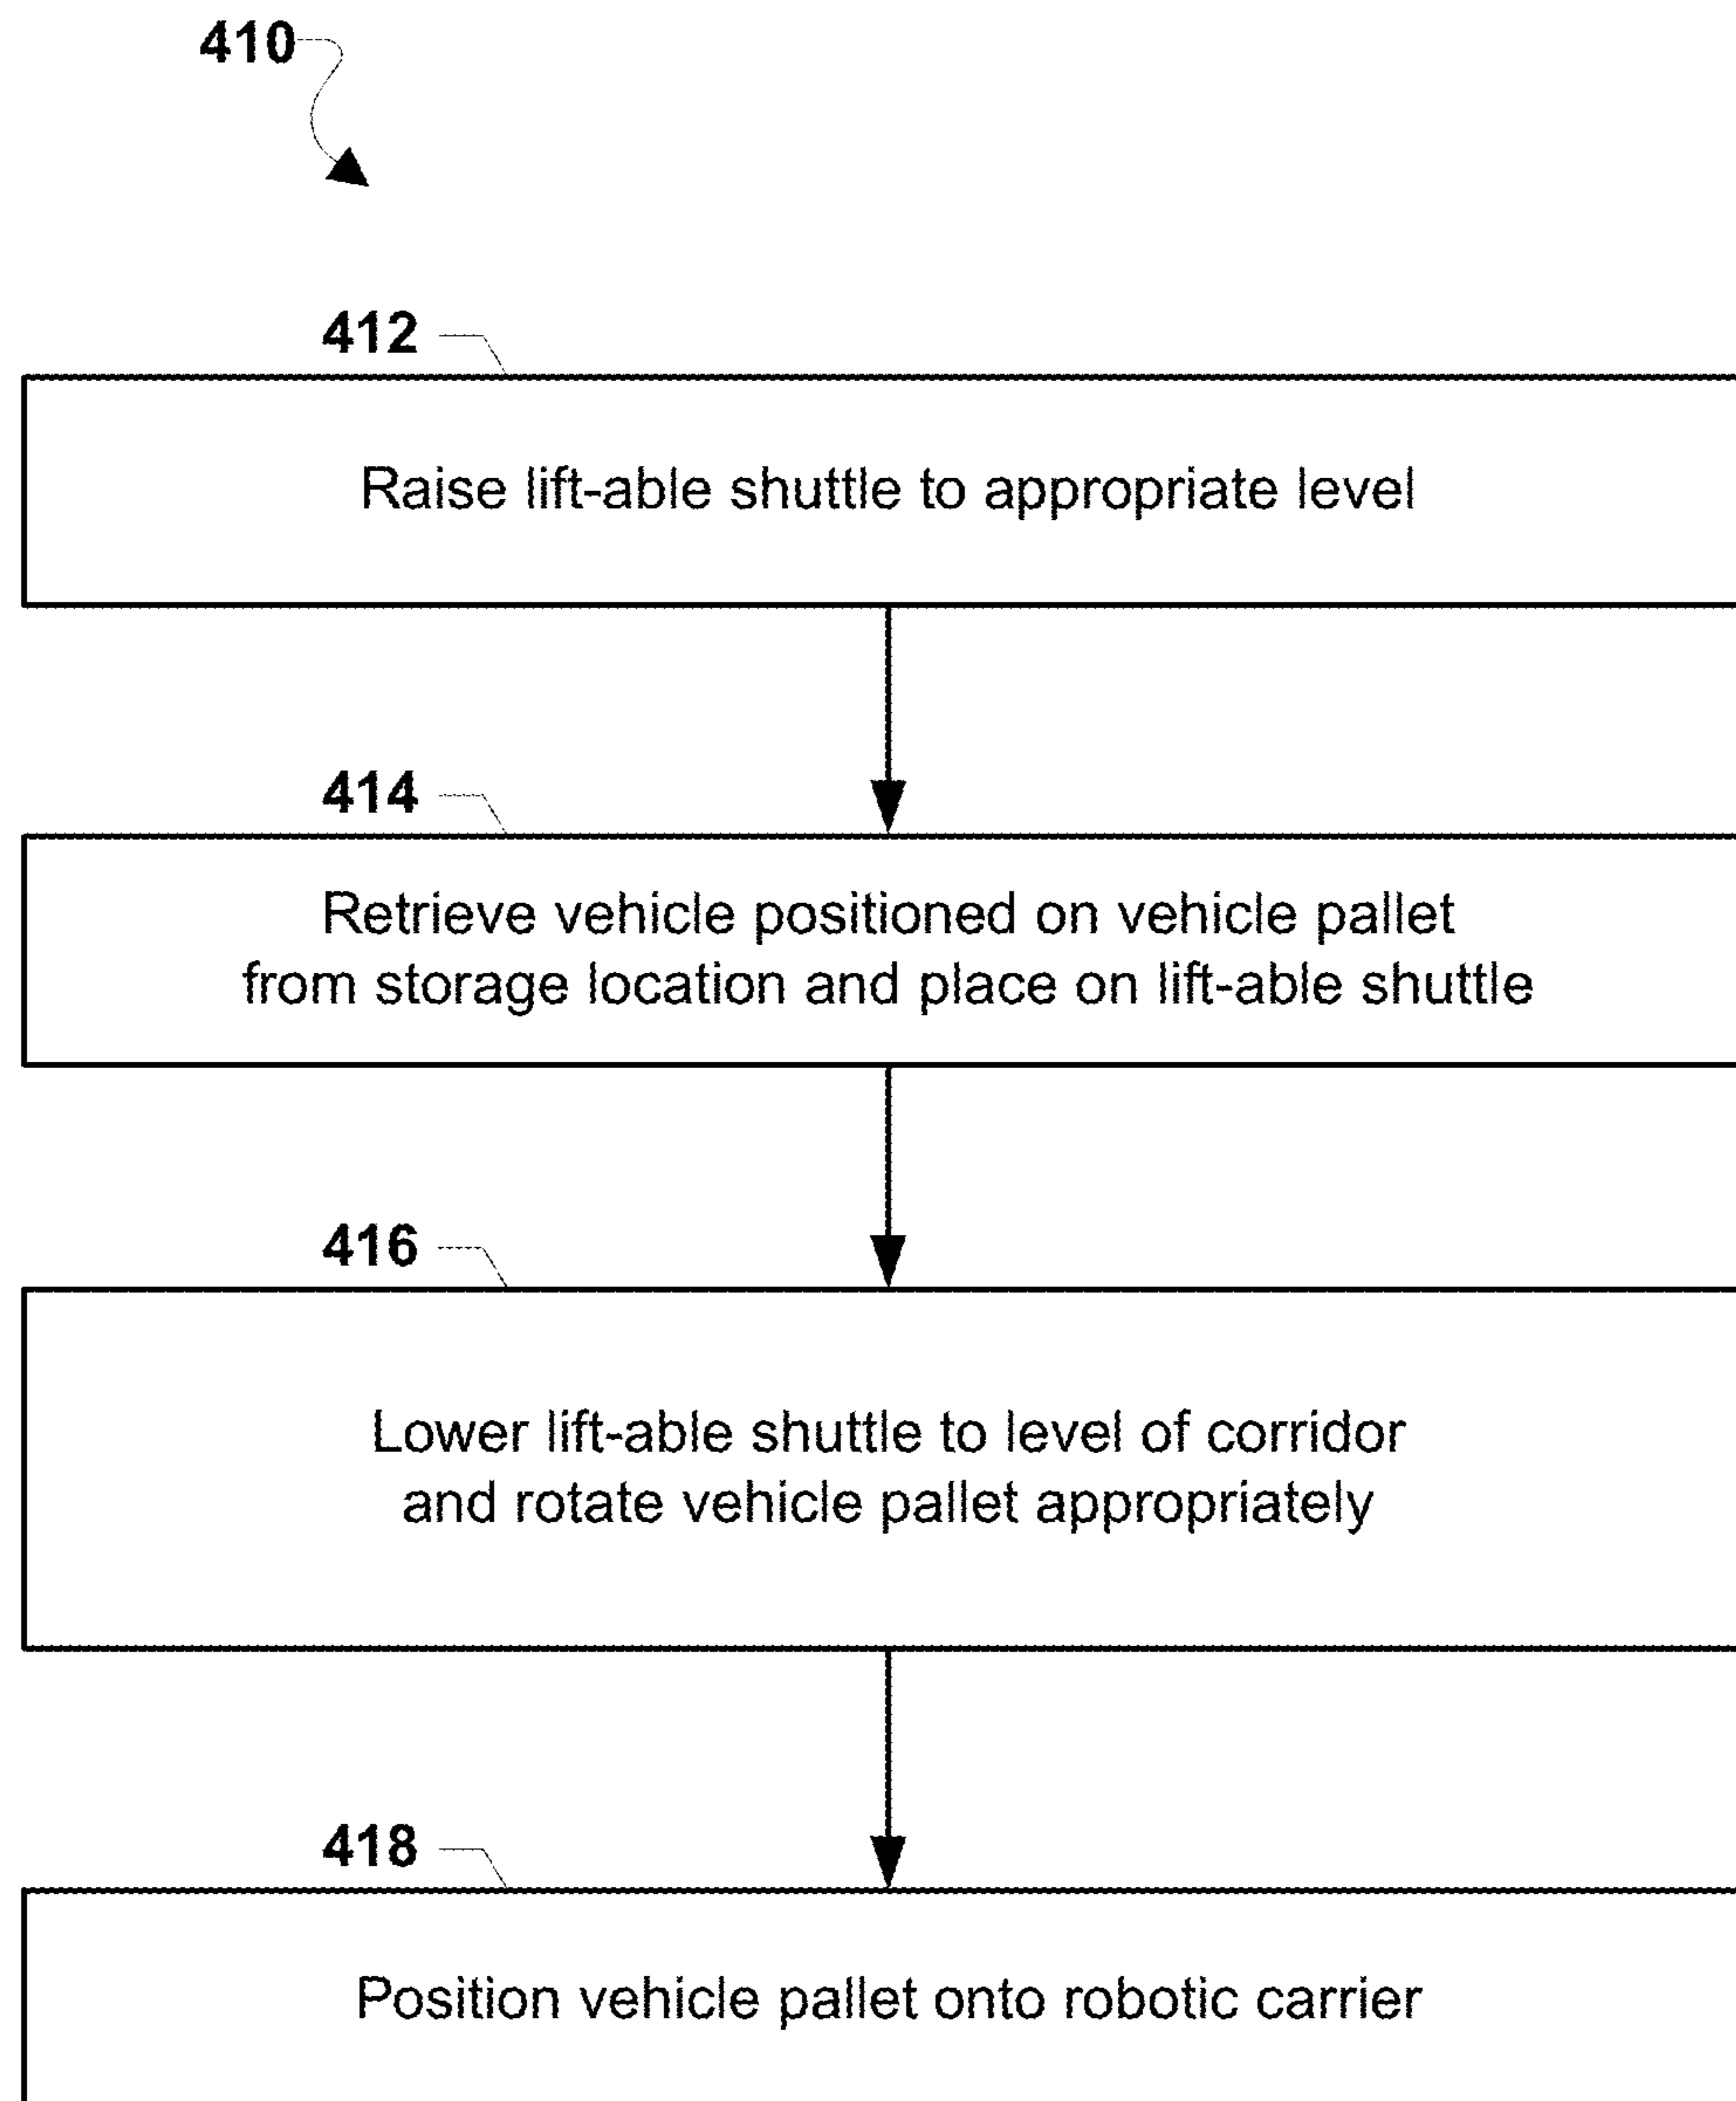 410
412
Raise lift-able shuttle to appropriate level
414
Retrieve vehicle positioned on vehicle pallet
from storage location and place on lift-able shuttle
416
Lower lift-able shuttle to level of corridor
and rotate vehicle pallet appropriately
418
Position vehicle pallet onto robotic carrier